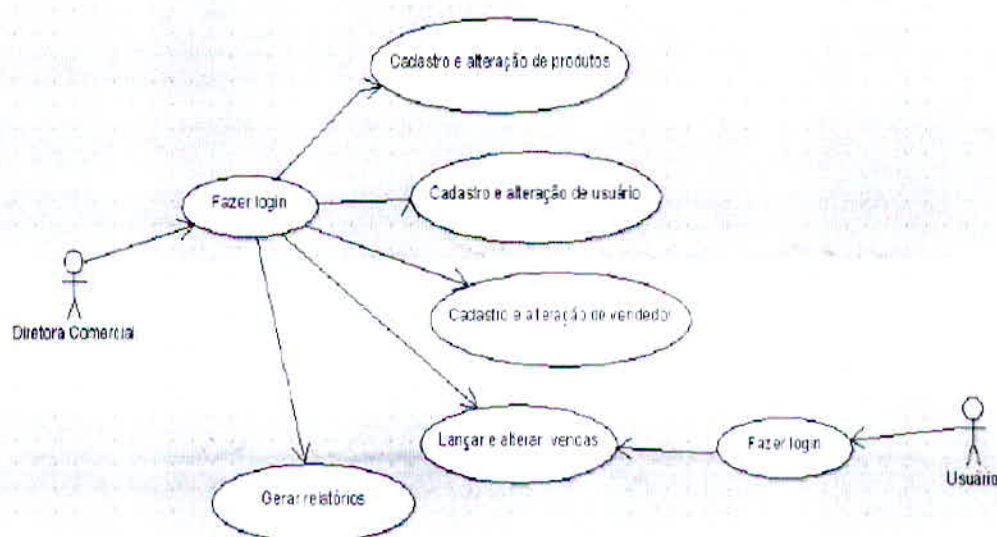 Cadastro e alteração de produtos
Cadastro e alteração de usuário
Fazer login
Cadastro e alteração de vendedor
Diretora Comercial
Lançar e alterar vendas
Fazer login
Usuário
Gerar relatórios